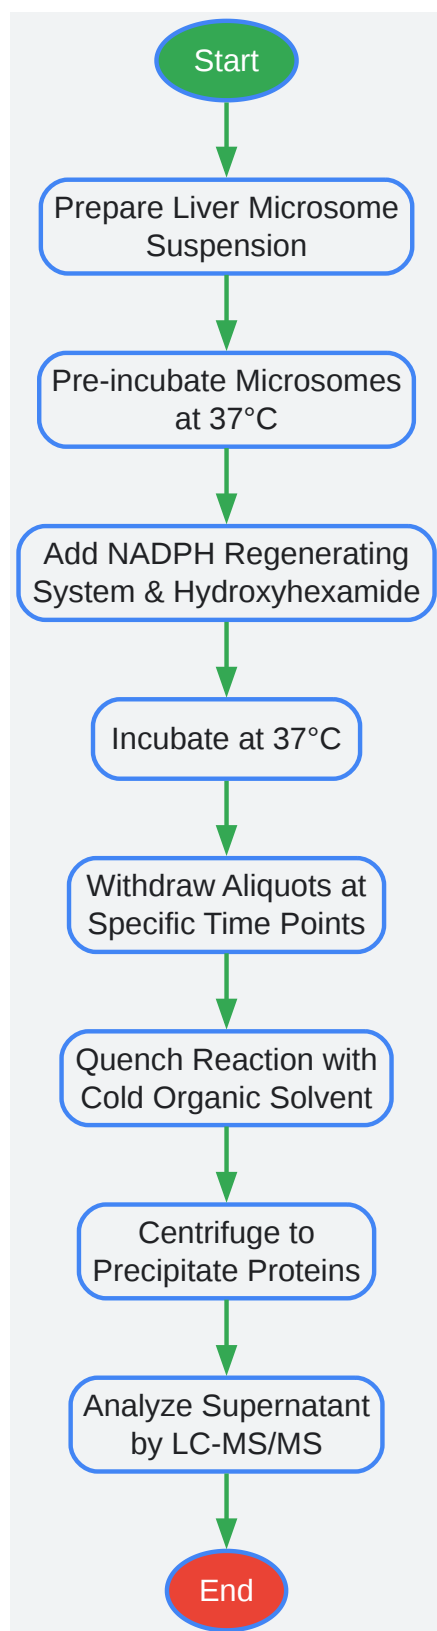 Start
Prepare Liver Microsome
Suspension
Pre-incubate Microsomes
at 37°C
Add NADPH Regenerating
System & Hydroxyhexamide
Incubate at 37°C
Withdraw Aliquots at
Specific Time Points
Quench Reaction with
Cold Organic Solvent
Centrifuge to
Precipitate Proteins
Analyze Supernatant
by LC-MS/MS
End